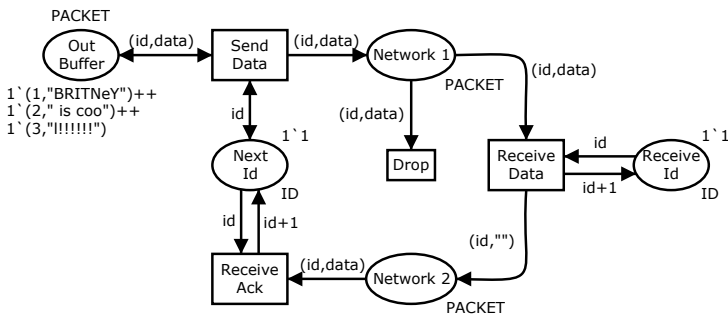 PACKET
Out
Buffer
(id,data)
Send
Data
(id,data)
Network 1
PACKET
(id,data)
1`(1,"BRITNeY")++
1`(2," is coo")++
1`(3,"l!!!!!!")
id
(id,data)
Drop
1`1
Next
Id
ID
Receive
Data
id
id+1
1`1
Receive
Id
ID
id
id+1
(id,"")
Receive
Ack
(id,data)
Network 2
PACKET